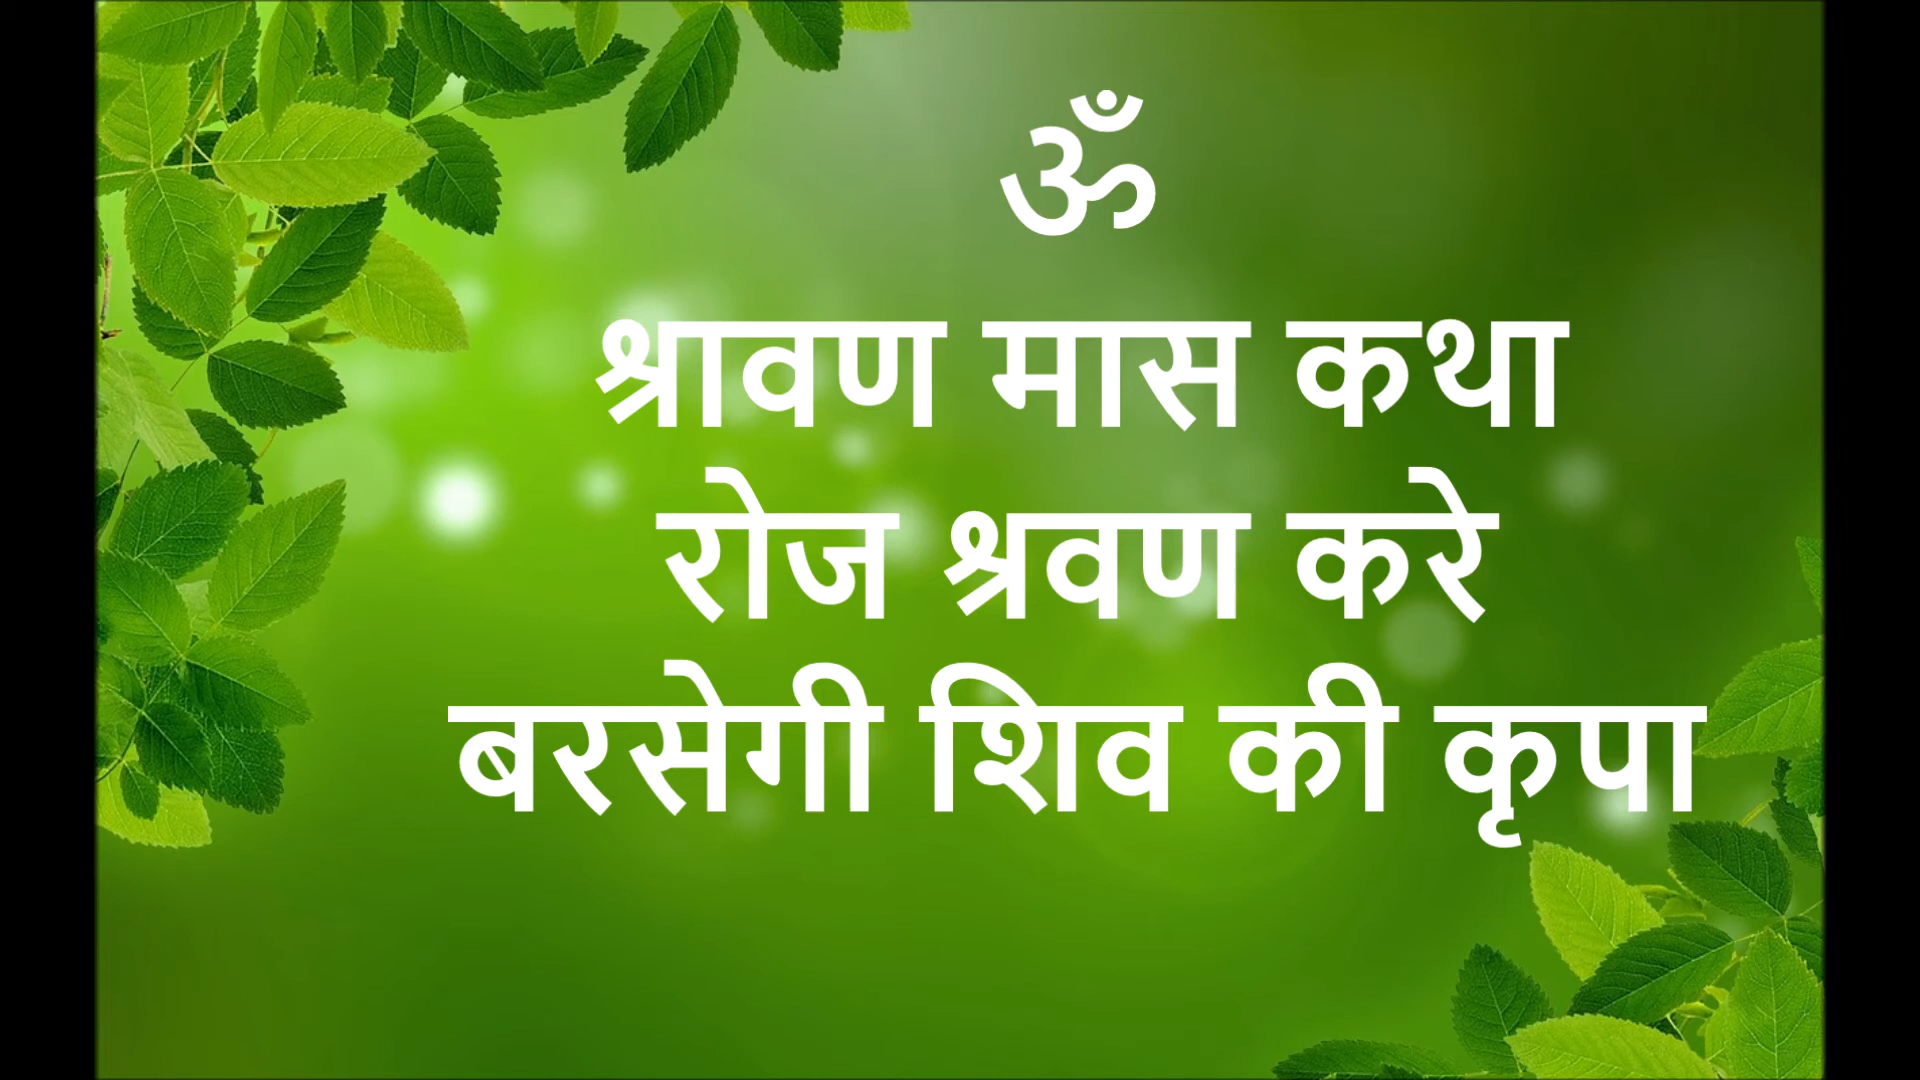 ॐ
श्रावण मास कथा
रोज श्रवण करे
बरसेगी शिव की कृपा